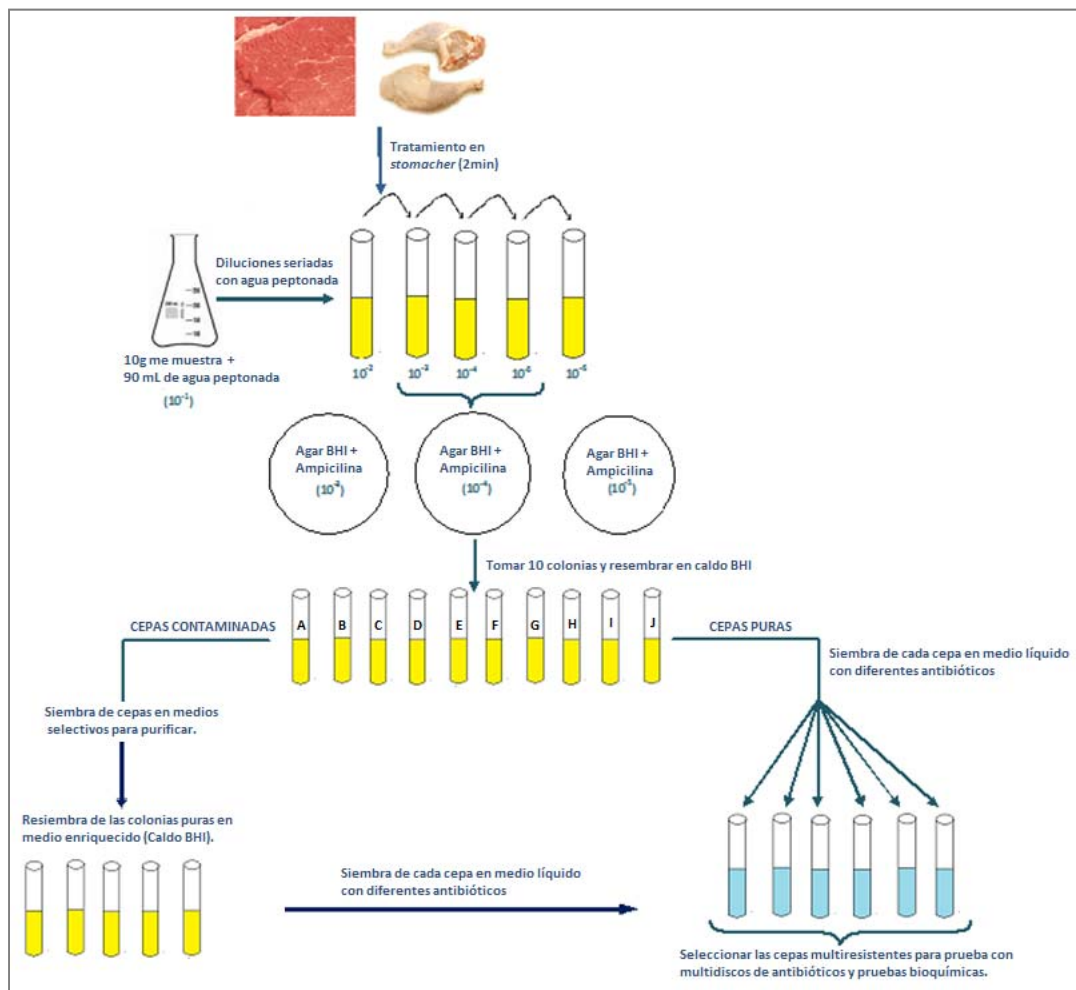 Tratamiento en
stomacher (2min)
Diluciones seriadas
con agua peptonada
10g me muestra +
90 mL de agua peptonada
(10⁻¹)
10⁻² 10⁻³ 10⁻⁴ 10⁻⁵
Agar BHI +
Ampicilina
Agar BHI +
Ampicilina
(10⁻⁴)
Agar BHI +
Ampicilina
Tomar 10 colonias y resembrar en caldo BHI
A B C D E F G H I J
CEPAS CONTAMINADAS
CEPAS PURAS
Siembra de cada cepa en medio líquido
con diferentes antibióticos
Siembra de cepas en medios
selectivos para purificar.
Resiembra de las colonias puras en
medio enriquecido (Caldo BHI).
Siembra de cada cepa en medio líquido
con diferentes antibióticos
Seleccionar las cepas multiresistentes para prueba con
multidiscos de antibióticos y pruebas bioquímicas.